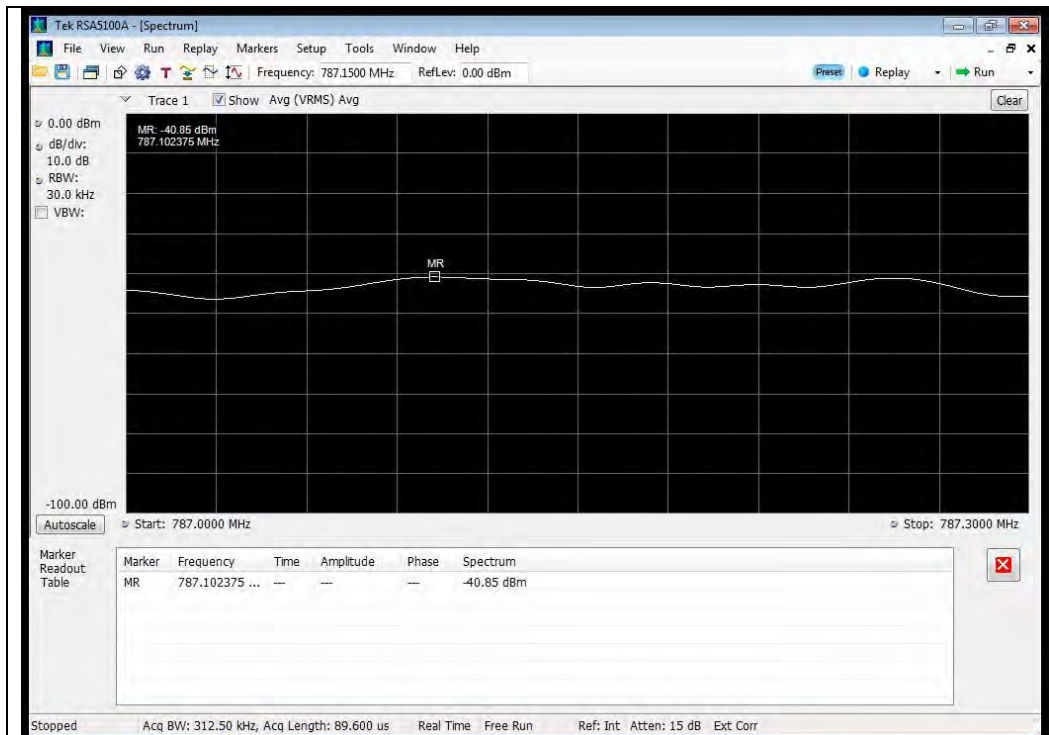 Tek RSA5100A - [Spectrum]
File View Run Replay Markers Setup Tools Window Help
T Frequency: 787.1500 MHz RefLev: 0.00 dBm Preset Replay Run
Trace 1 Show Avg (VRMS) Avg Clear
0.00 dBm
dB/div:
10.0 dB
RBW:
30.0 kHz
VBW:
MR: -40.85 dBm
787.102375 MHz
MR
-100.00 dBm
Autoscale Start: 787.0000 MHz Stop: 787.3000 MHz
Marker
Readout
Table
Marker Frequency Time Amplitude Phase Spectrum
MR 787.102375 ... --- --- --- -40.85 dBm
Stopped Acq BW: 312.50 kHz, Acq Length: 89.600 us Real Time Free Run Ref: Int Atten: 15 dB Ext Corr